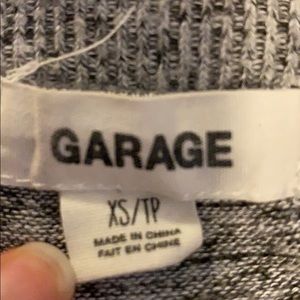 GARAGE
XS/TP
MADE IN CHINA
FAIT EN CHINE